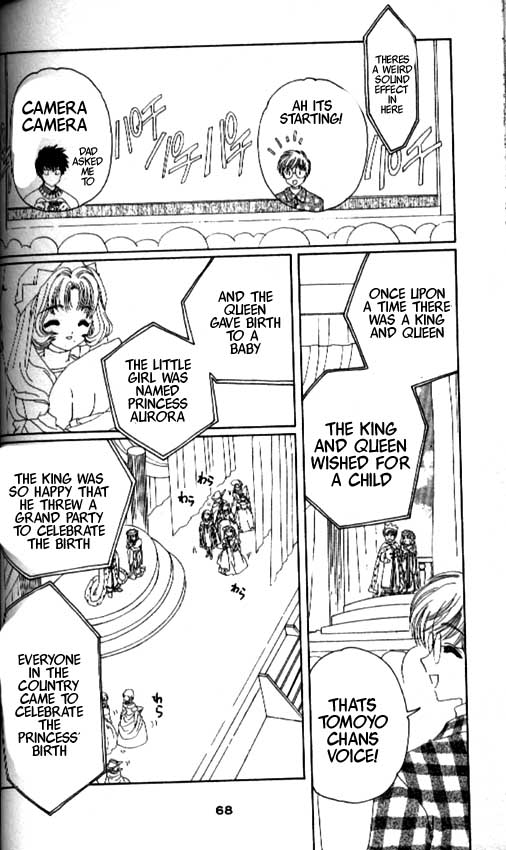 THERES
A WEIRD
SOUND
EFFECT
IN
HERE
AH ITS
STARTING!
パチ
パチ
パチ
パチ
CAMERA
CAMERA
DAD
ASKED
ME TO
ONCE UPON
A TIME THERE
WAS A KING
AND QUEEN
THE KING
AND QUEEN
WISHED FOR
A CHILD
THATS
TOMOYO
CHANS
VOICE!
AND THE
QUEEN
GAVE BIRTH
TO A
BABY
THE LITTLE
GIRL WAS
NAMED
PRINCESS
AURORA
わら
わら
わら
THE KING WAS
SO HAPPY THAT
HE THREW A
GRAND PARTY
TO CELEBRATE
THE BIRTH
わら
EVERYONE
IN THE
COUNTRY
CAME TO
CELEBRATE
THE
PRINCESS'
BIRTH
68